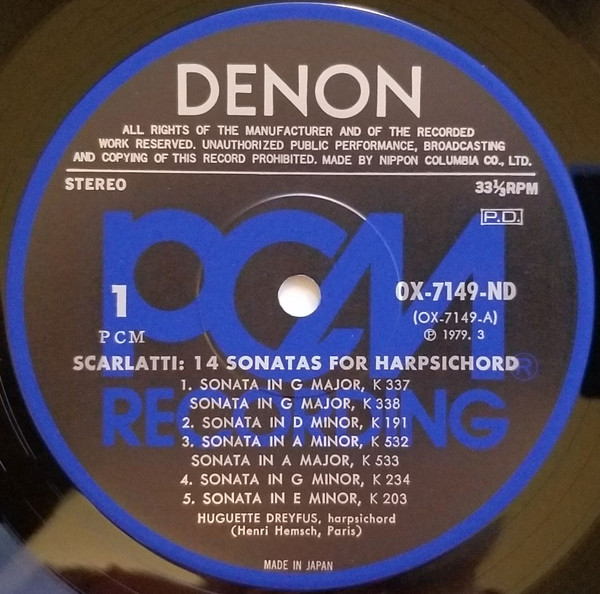 DENON
ALL RIGHTS OF THE MANUFACTURER AND OF THE RECORDED
WORK RESERVED. UNAUTHORIZED PUBLIC PERFORMANCE, BROADCASTING
AND COPYING OF THIS RECORD PROHIBITED. MADE BY NIPPON COLUMBIA CO., LTD.
STEREO
33⅓RPM
P.D.
PCM
RECORDING
®
1
PCM
OX-7149-ND
(OX-7149-A)
℗ 1979. 3
SCARLATTI: 14 SONATAS FOR HARPSICHORD
1. SONATA IN G MAJOR, K 337
SONATA IN G MAJOR, K 338
2. SONATA IN D MINOR, K 191
3. SONATA IN A MINOR, K 532
SONATA IN A MAJOR, K 533
4. SONATA IN G MINOR, K 234
5. SONATA IN E MINOR, K 203
HUGUETTE DREYFUS, harpsichord
(Henri Hemsch, Paris)
MADE IN JAPAN